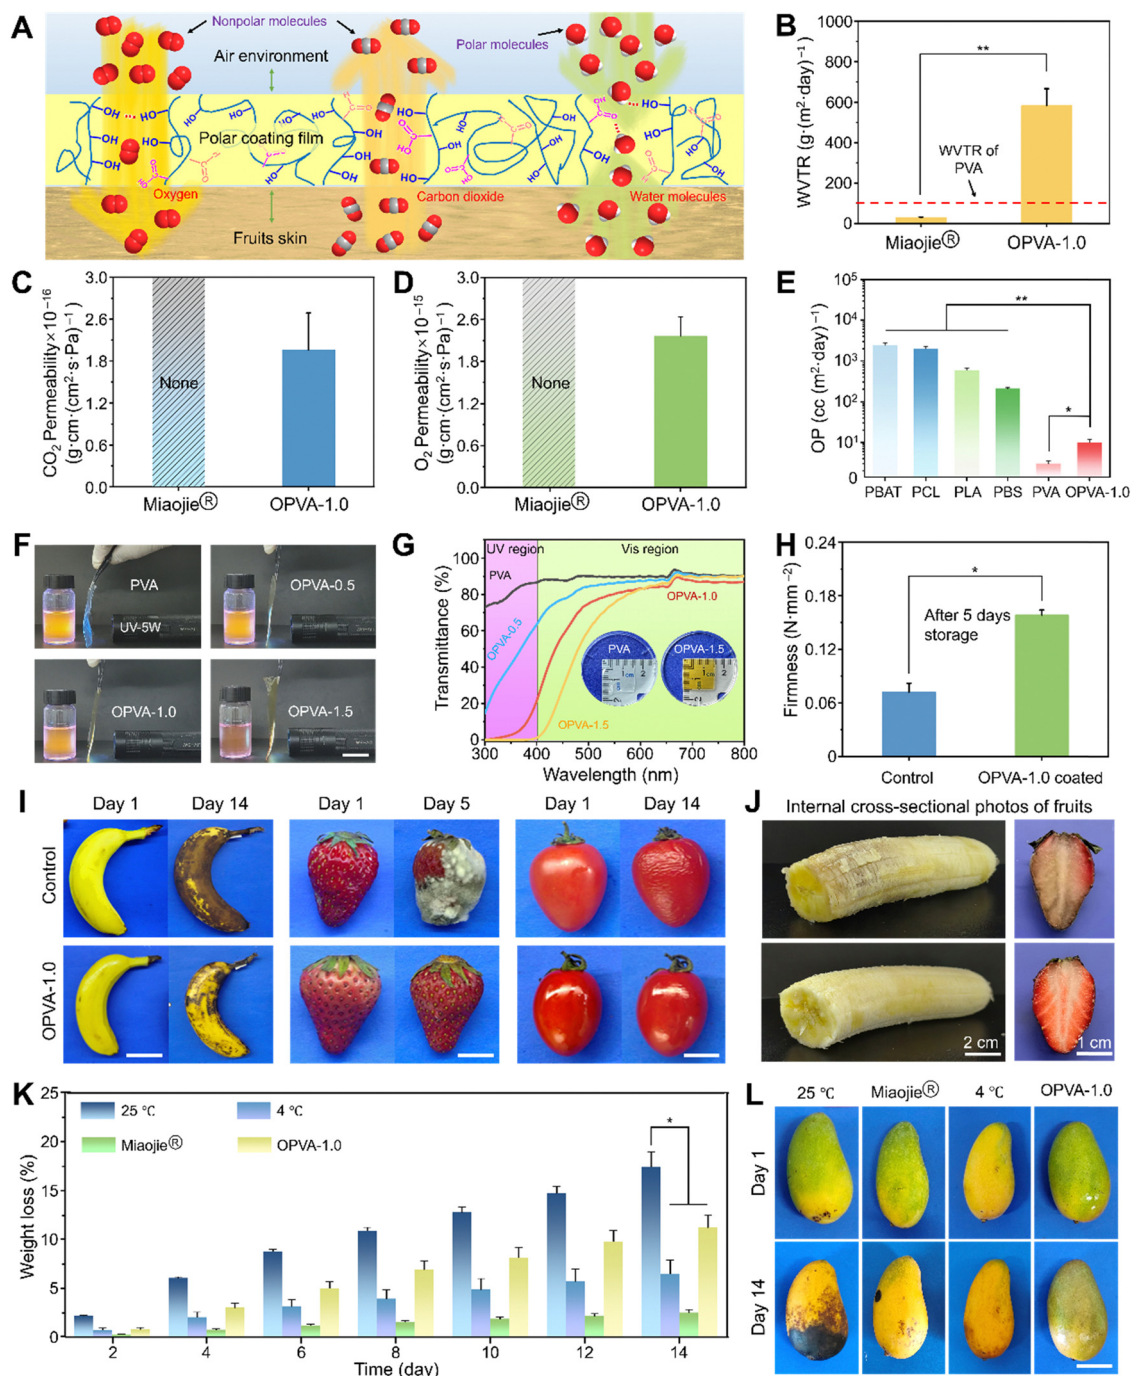 A
Nonpolar molecules
Polar molecules
Air environment
OH
HO
Polar coating film
Oxygen
Carbon dioxide
Water molecules
Fruits skin
B
WVTR (g·(m²·day)⁻¹)
1000
800
600
400
200
100
0
**
WVTR of
PVA
Miaojie®
OPVA-1.0
C
CO₂ Permeability×10⁻¹⁶
(g·cm·(cm²·s·Pa)⁻¹)
3.0
2.6
1.8
1.2
0.6
0.0
None
Miaojie®
OPVA-1.0
D
O₂ Permeability×10⁻¹⁵
(g·cm·(cm²·s·Pa)⁻¹)
3.0
2.6
1.8
1.2
0.6
0.0
None
Miaojie®
OPVA-1.0
E
OP (cc (m²·day)⁻¹)
10⁵
10³
10²
10¹
0
**
*
PBAT PCL PLA PBS PVA OPVA-1.0
F
PVA
UV-5W
OPVA-0.5
OPVA-1.0
OPVA-1.5
G
Transmittance (%)
100
80
60
40
20
0
UV region
Vis region
PVA
OPVA-0.5
OPVA-1.0
OPVA-1.5
PVA
OPVA-1.5
300 400 500 600 700 800
Wavelength (nm)
H
Firmness (N·mm⁻²)
0.24
0.18
0.12
0.06
0
*
After 5 days
storage
Control
OPVA-1.0 coated
I
Day 1 Day 14 Day 1 Day 5 Day 1 Day 14
Control
OPVA-1.0
J
Internal cross-sectional photos of fruits
2 cm
1 cm
K
Weight loss (%)
25
20
15
10
5
0
25 ℃
4 ℃
Miaojie®
OPVA-1.0
*
2 4 6 8 10 12 14
Time (day)
L
25 ℃ Miaojie® 4 ℃ OPVA-1.0
Day 1
Day 14